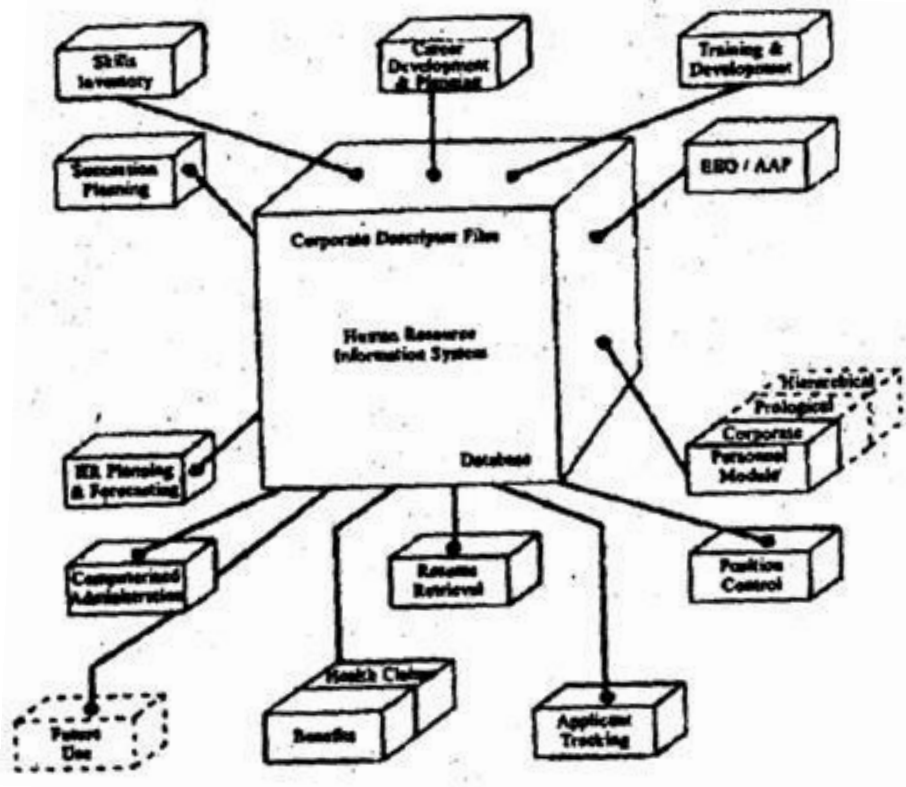 Skills
Inventory
Career
Development
& Planning
Training &
Development
Succession
Planning
EEO / AAP
Corporate Descriptor Files
Human Resource
Information System
Database
Hierarchical
Corporate
Personnel
Module
HR Planning
& Forecasting
Computerized
Administration
Resume
Retrieval
Position
Control
Health Claims
Benefits
Future
Use
Applicant
Tracking